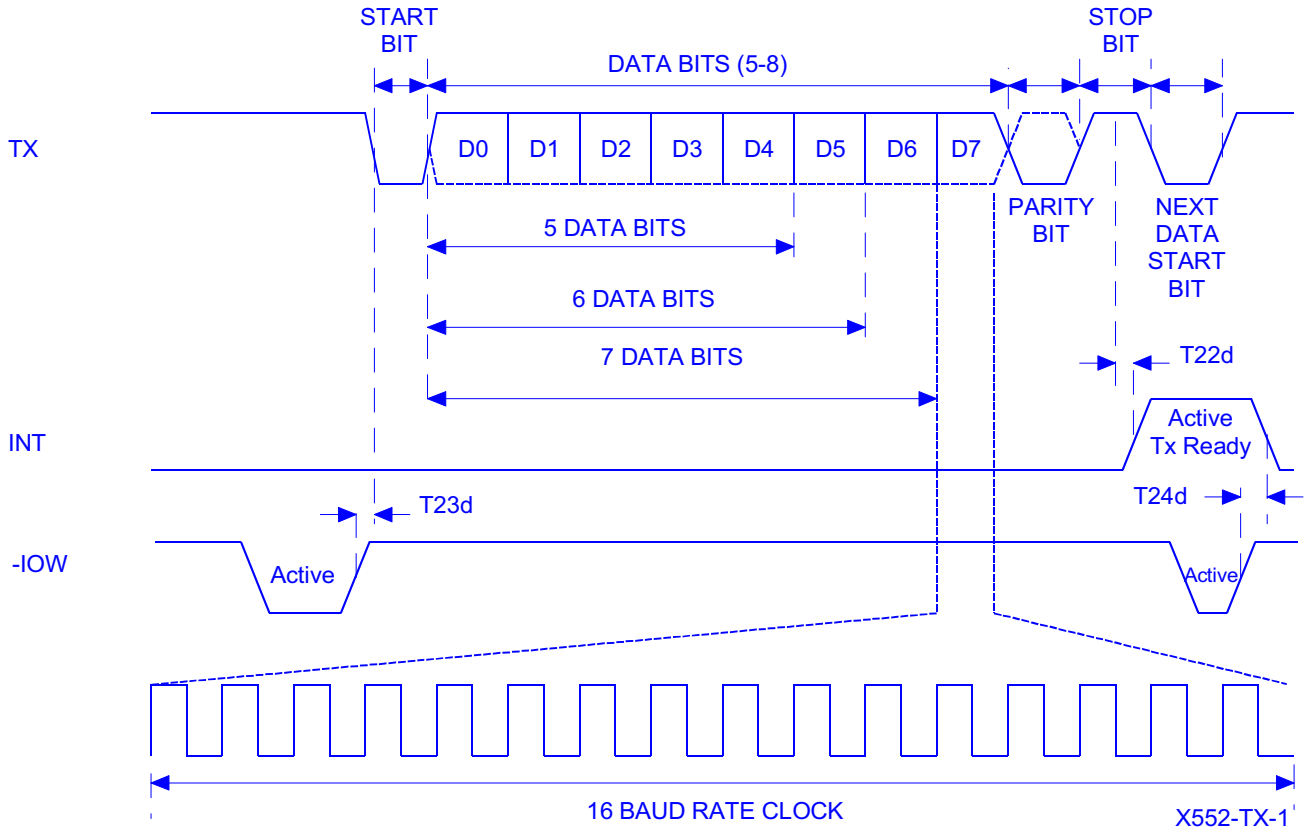 START
BIT
STOP
BIT
DATA BITS (5-8)
TX
D0 D1 D2 D3 D4 D5 D6 D7
PARITY
BIT
NEXT
DATA
START
BIT
5 DATA BITS
6 DATA BITS
7 DATA BITS
T22d
INT
Active
Tx Ready
T23d
T24d
-IOW
Active
Active
16 BAUD RATE CLOCK
X552-TX-1